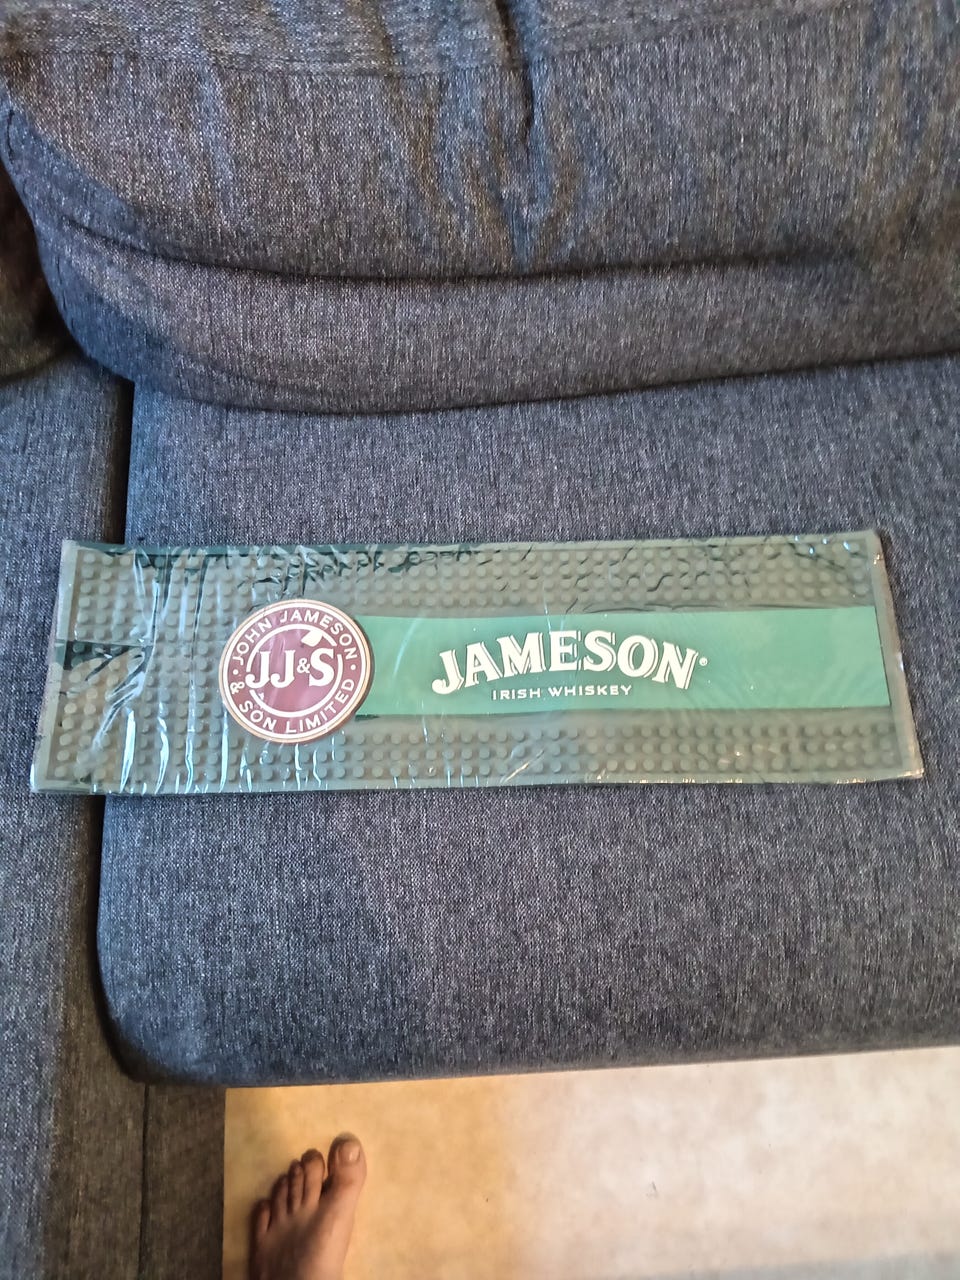 JOHN JAMESON
JJ&S
& SON LIMITED
JAMESON®
IRISH WHISKEY